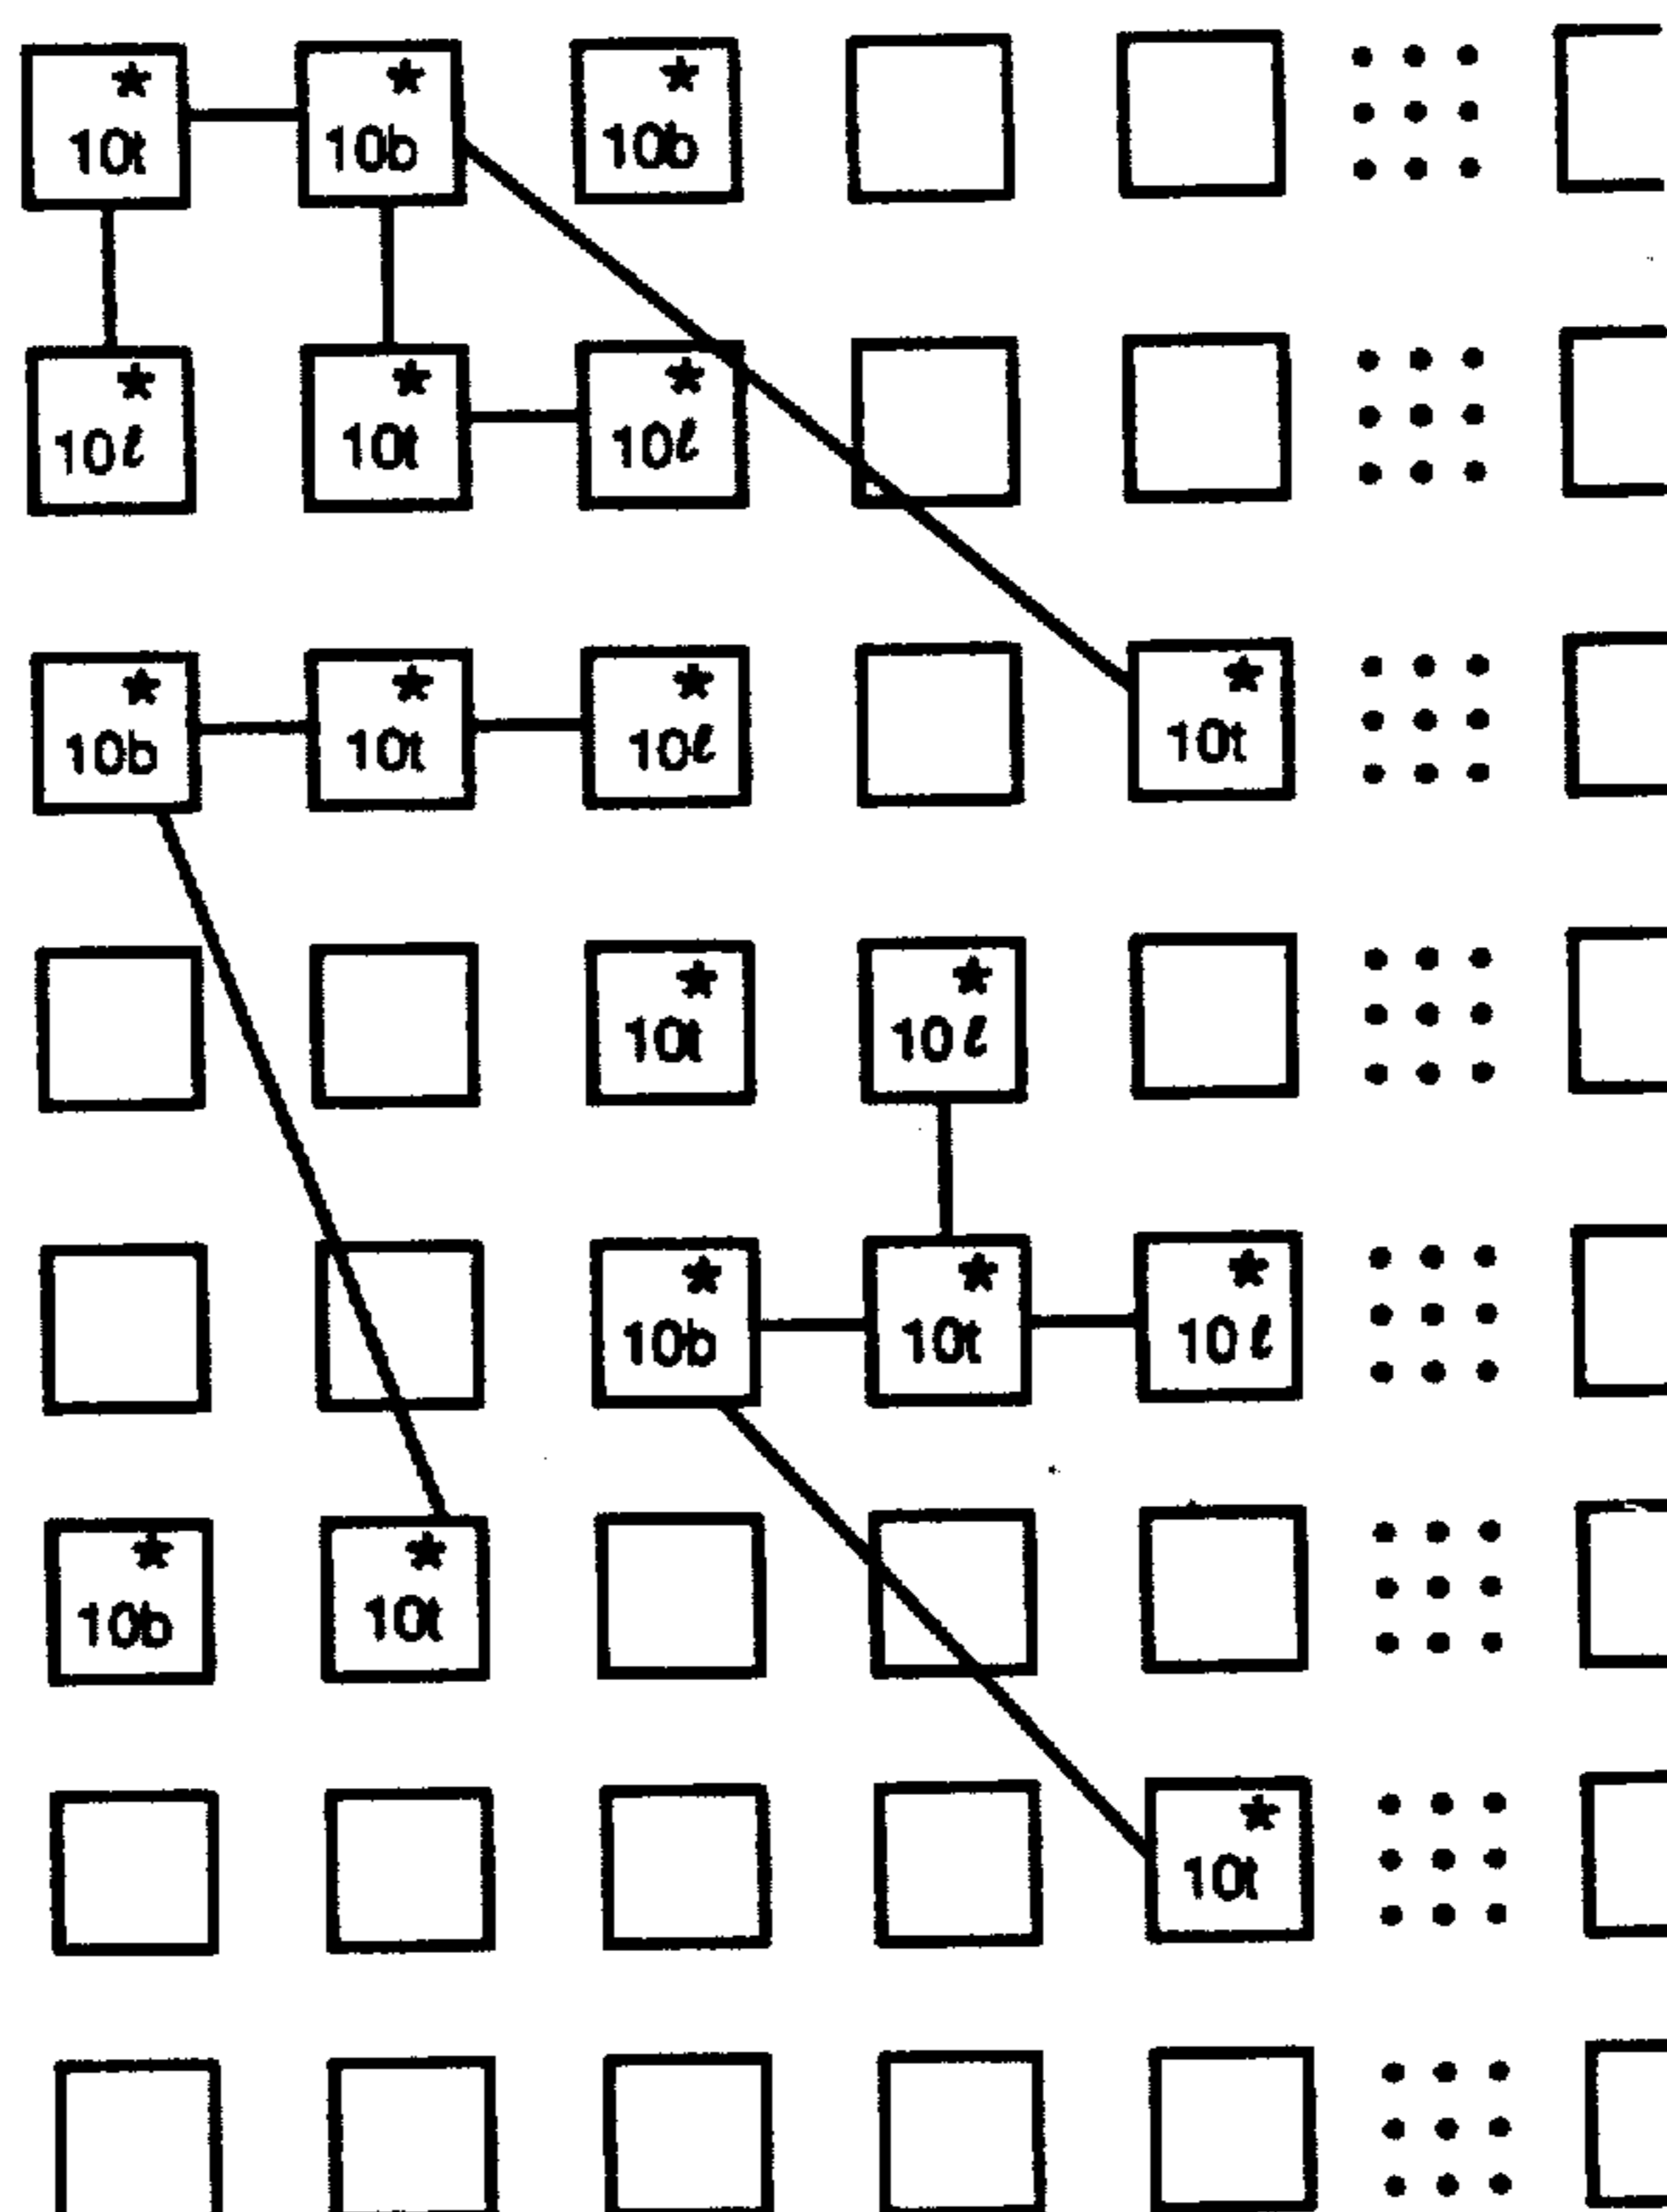 * * *
10t 10b 10b
* * *
10ℓ 10t 10ℓ
* * * *
10b 10t 10ℓ 10t
* *
10t 10ℓ
* * *
10b 10t 10ℓ
* *
10b 10t
*
10t